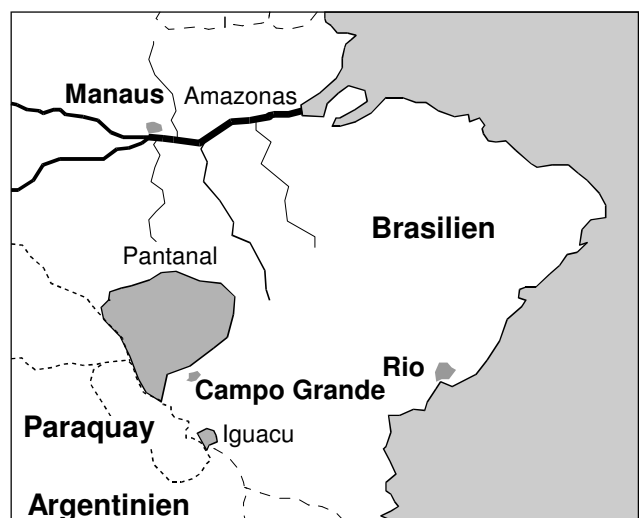 Manaus
Amazonas
Brasilien
Pantanal
Rio
Campo Grande
Paraquay
Iguacu
Argentinien